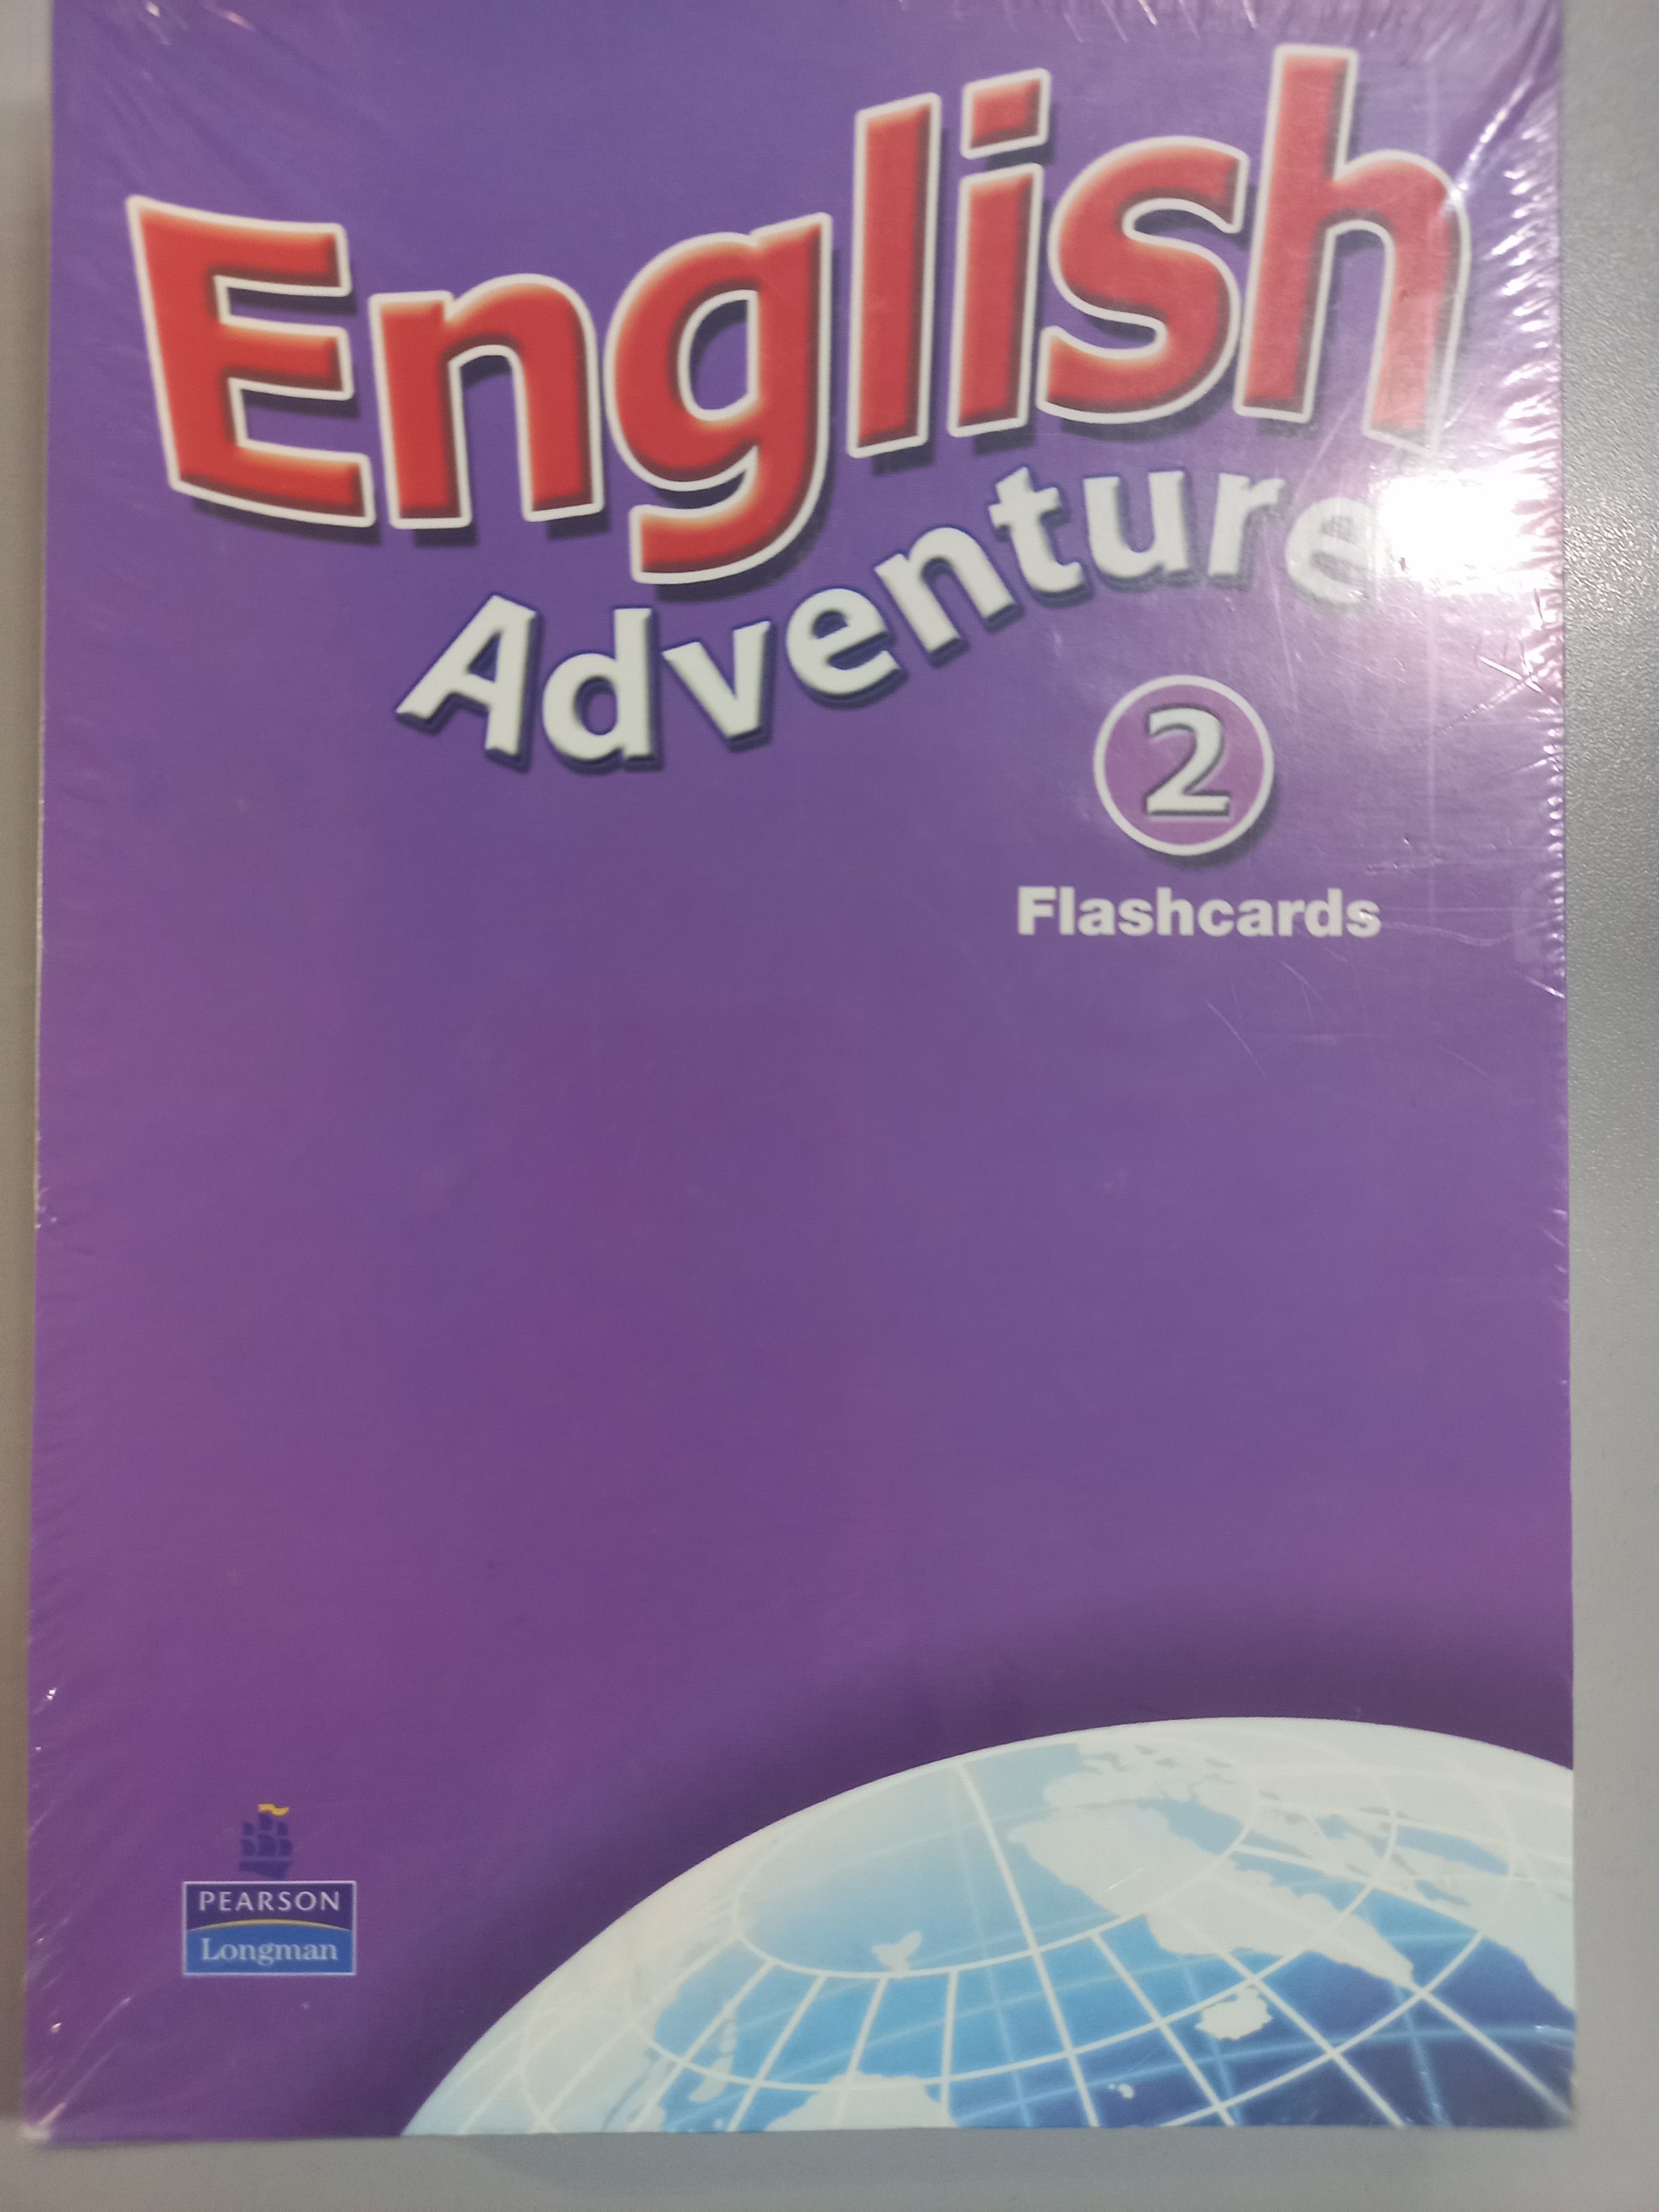 English
Adventure
2
Flashcards
PEARSON
Longman